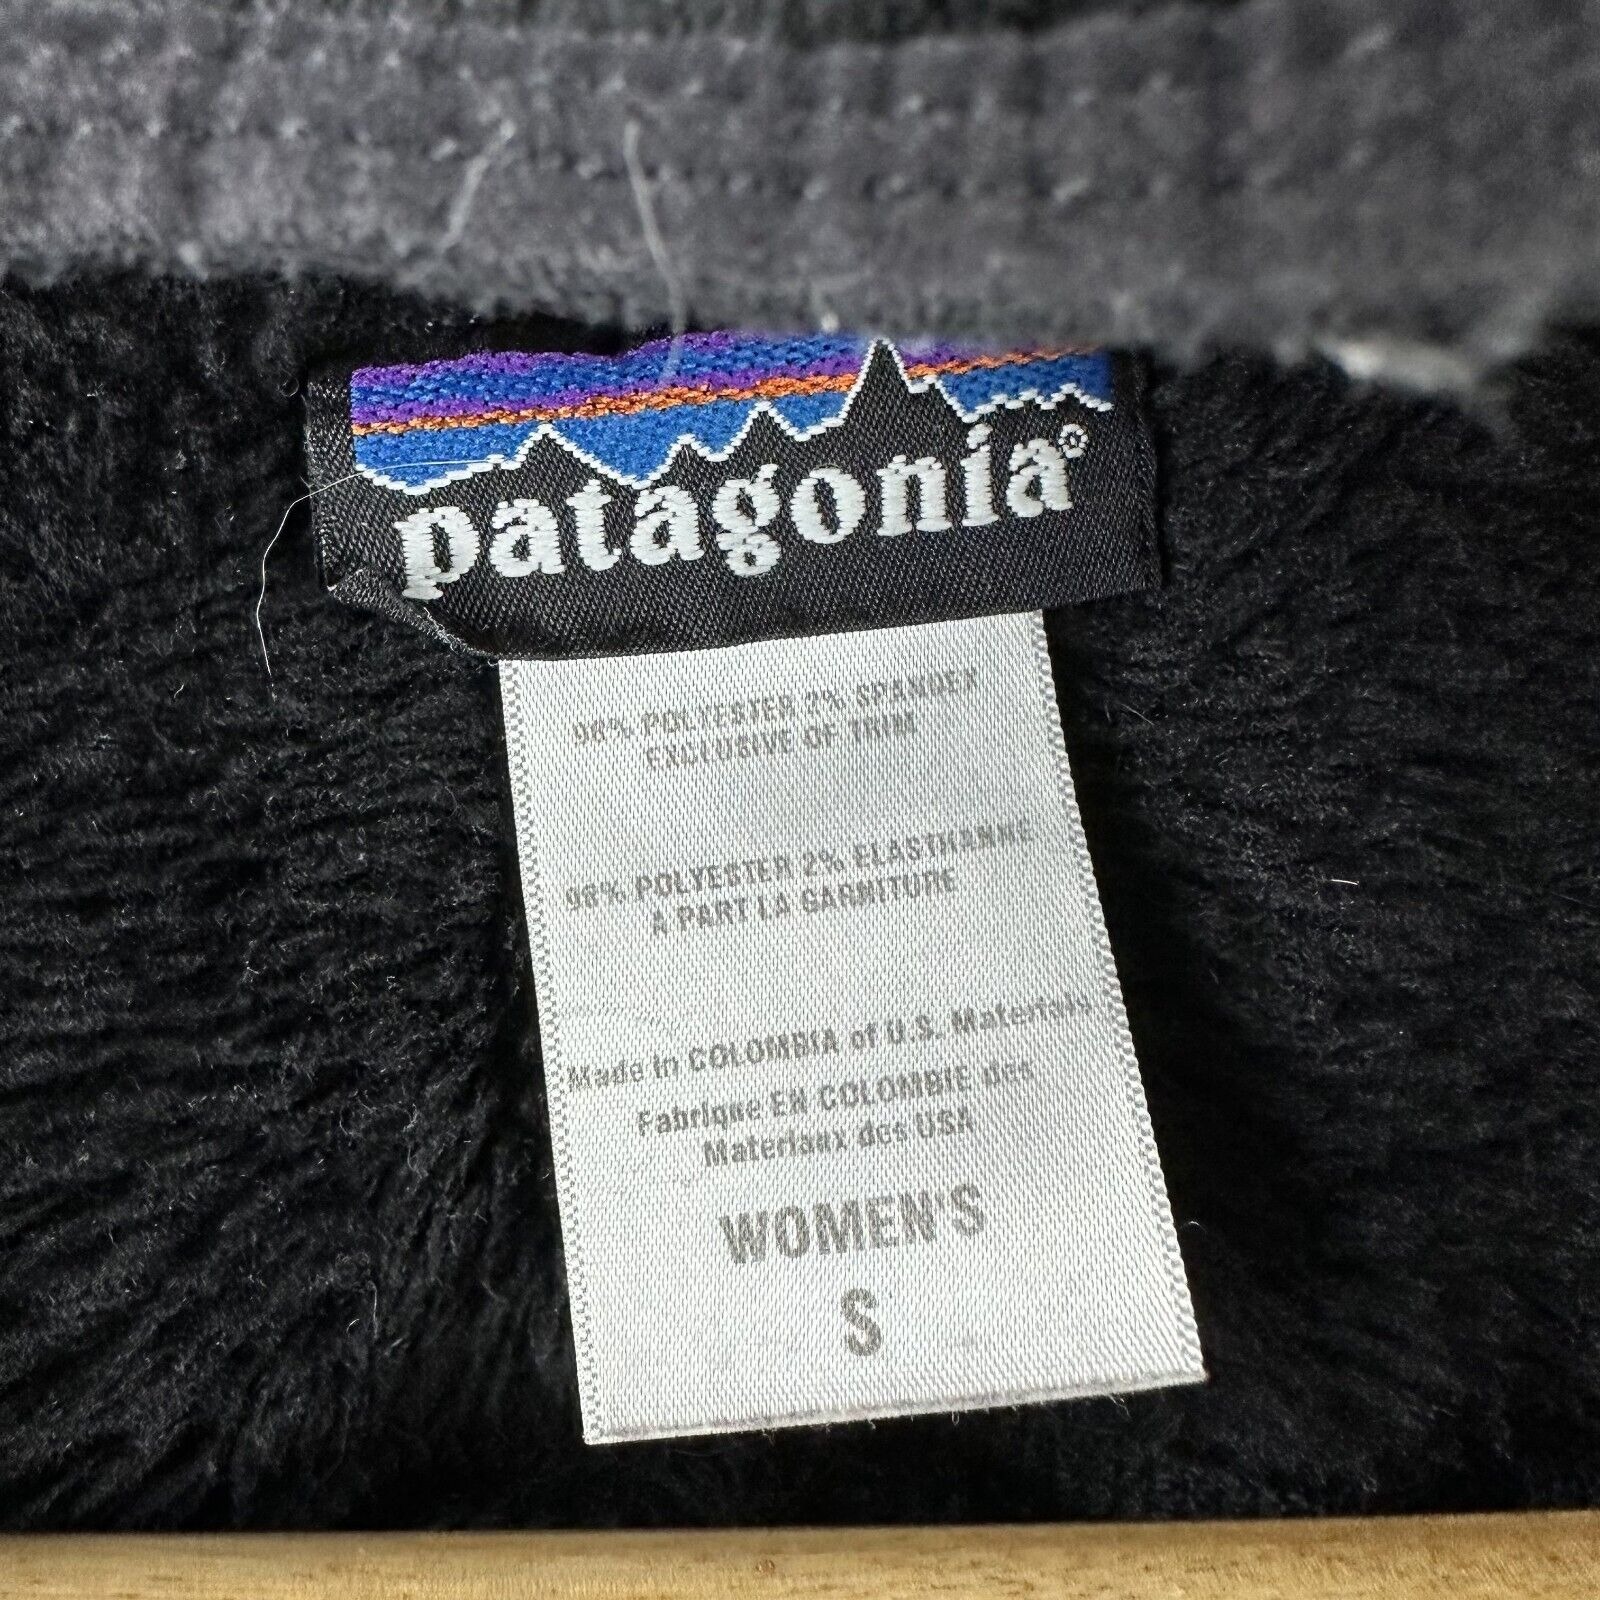 patagonia®
98% POLYESTER 2% SPANDEX
EXCLUSIVE OF TRIM
98% POLYESTER 2% ELASTHANNE
A PART LA GARNITURE
Made in COLOMBIA of U.S. Materials
Fabrique EN COLOMBIE des
Materiaux des USA
WOMEN'S
S